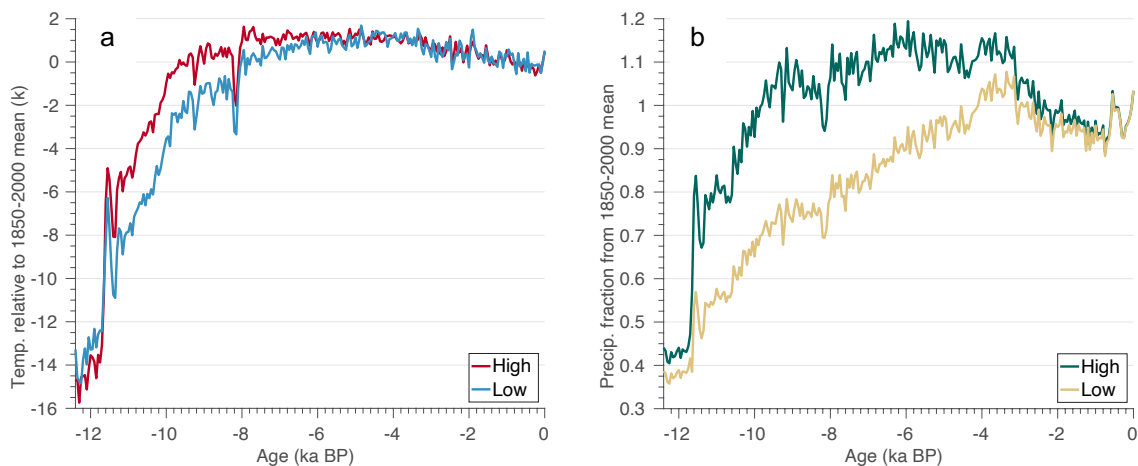 a
2
0
-2
-4
-6
-8
-10
-12
-14
-16
Temp. relative to 1850-2000 mean (k)
-12 -10 -8 -6 -4 -2 0
Age (ka BP)
High
Low
b
1.2
1.1
1
0.9
0.8
0.7
0.6
0.5
0.4
0.3
Precip. fraction from 1850-2000 mean
-12 -10 -8 -6 -4 -2 0
Age (ka BP)
High
Low